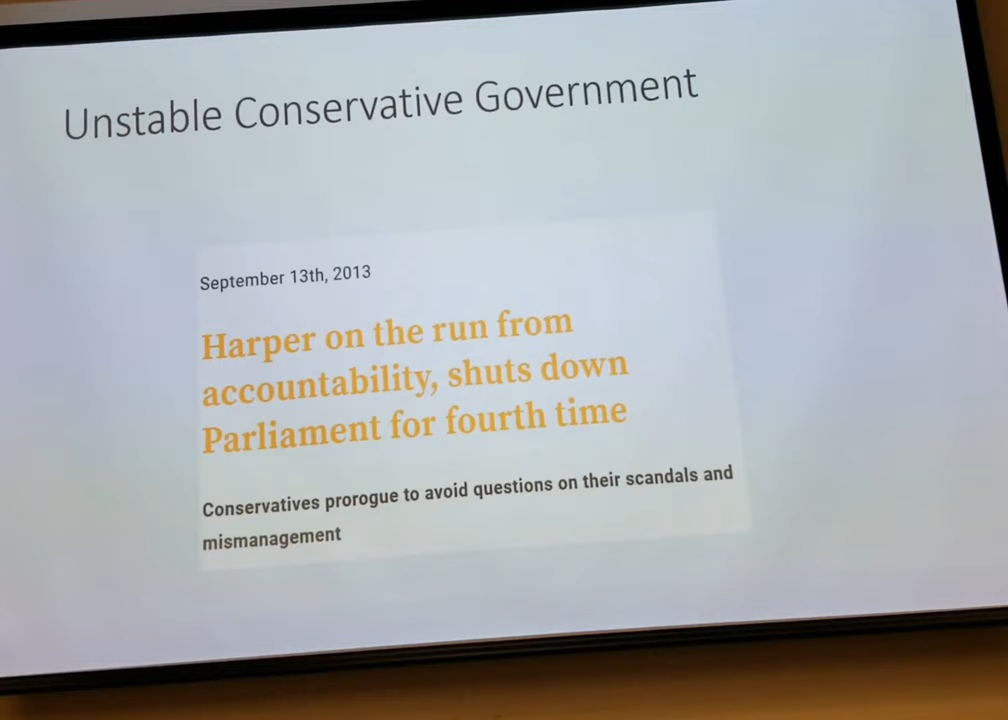 Unstable Conservative Government
September 13th, 2013
Harper on the run from
accountability, shuts down
Parliament for fourth time
Conservatives prorogue to avoid questions on their scandals and
mismanagement